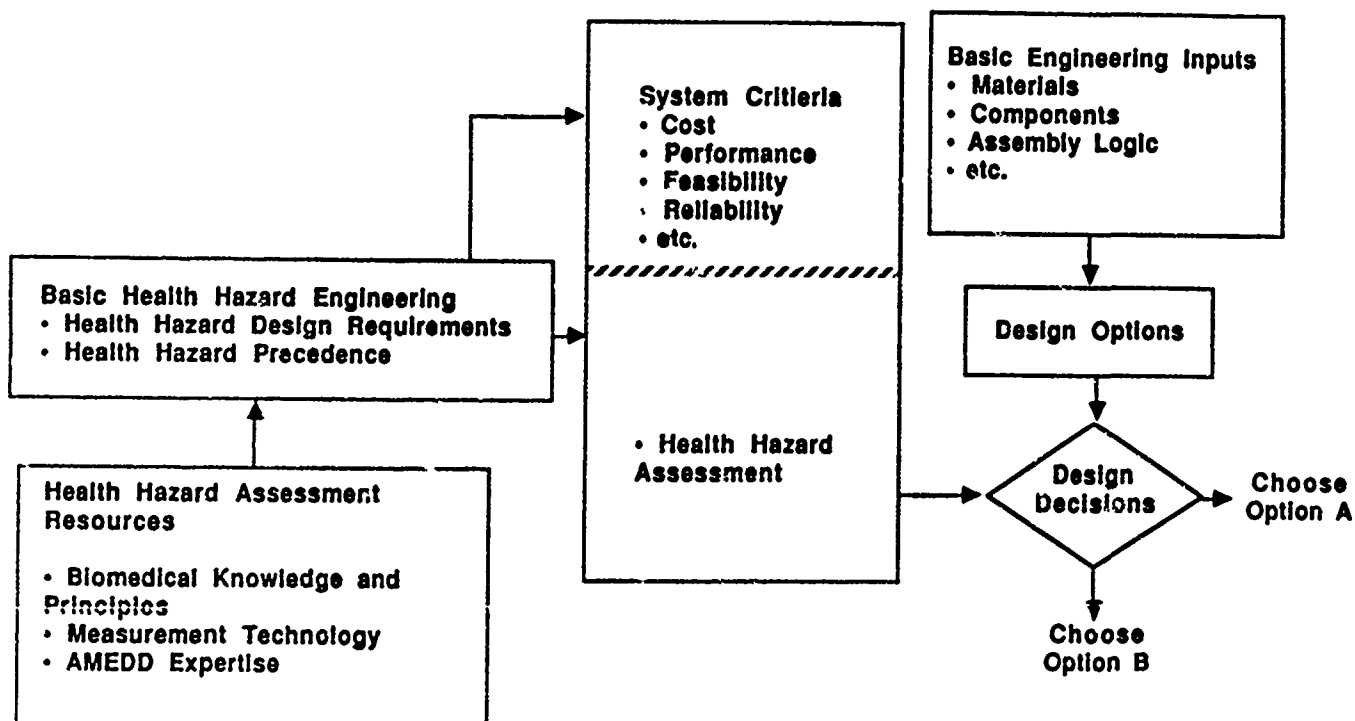 System Critieria
• Cost
• Performance
• Feasibility
• Reliability
• etc.
Basic Engineering Inputs
• Materials
• Components
• Assembly Logic
• etc.
Basic Health Hazard Engineering
• Health Hazard Design Requirements
• Health Hazard Precedence
Design Options
• Health Hazard
Assessment
Design
Decisions
Choose
Option A
Choose
Option B
Health Hazard Assessment
Resources
• Biomedical Knowledge and
Principles
• Measurement Technology
• AMEDD Expertise